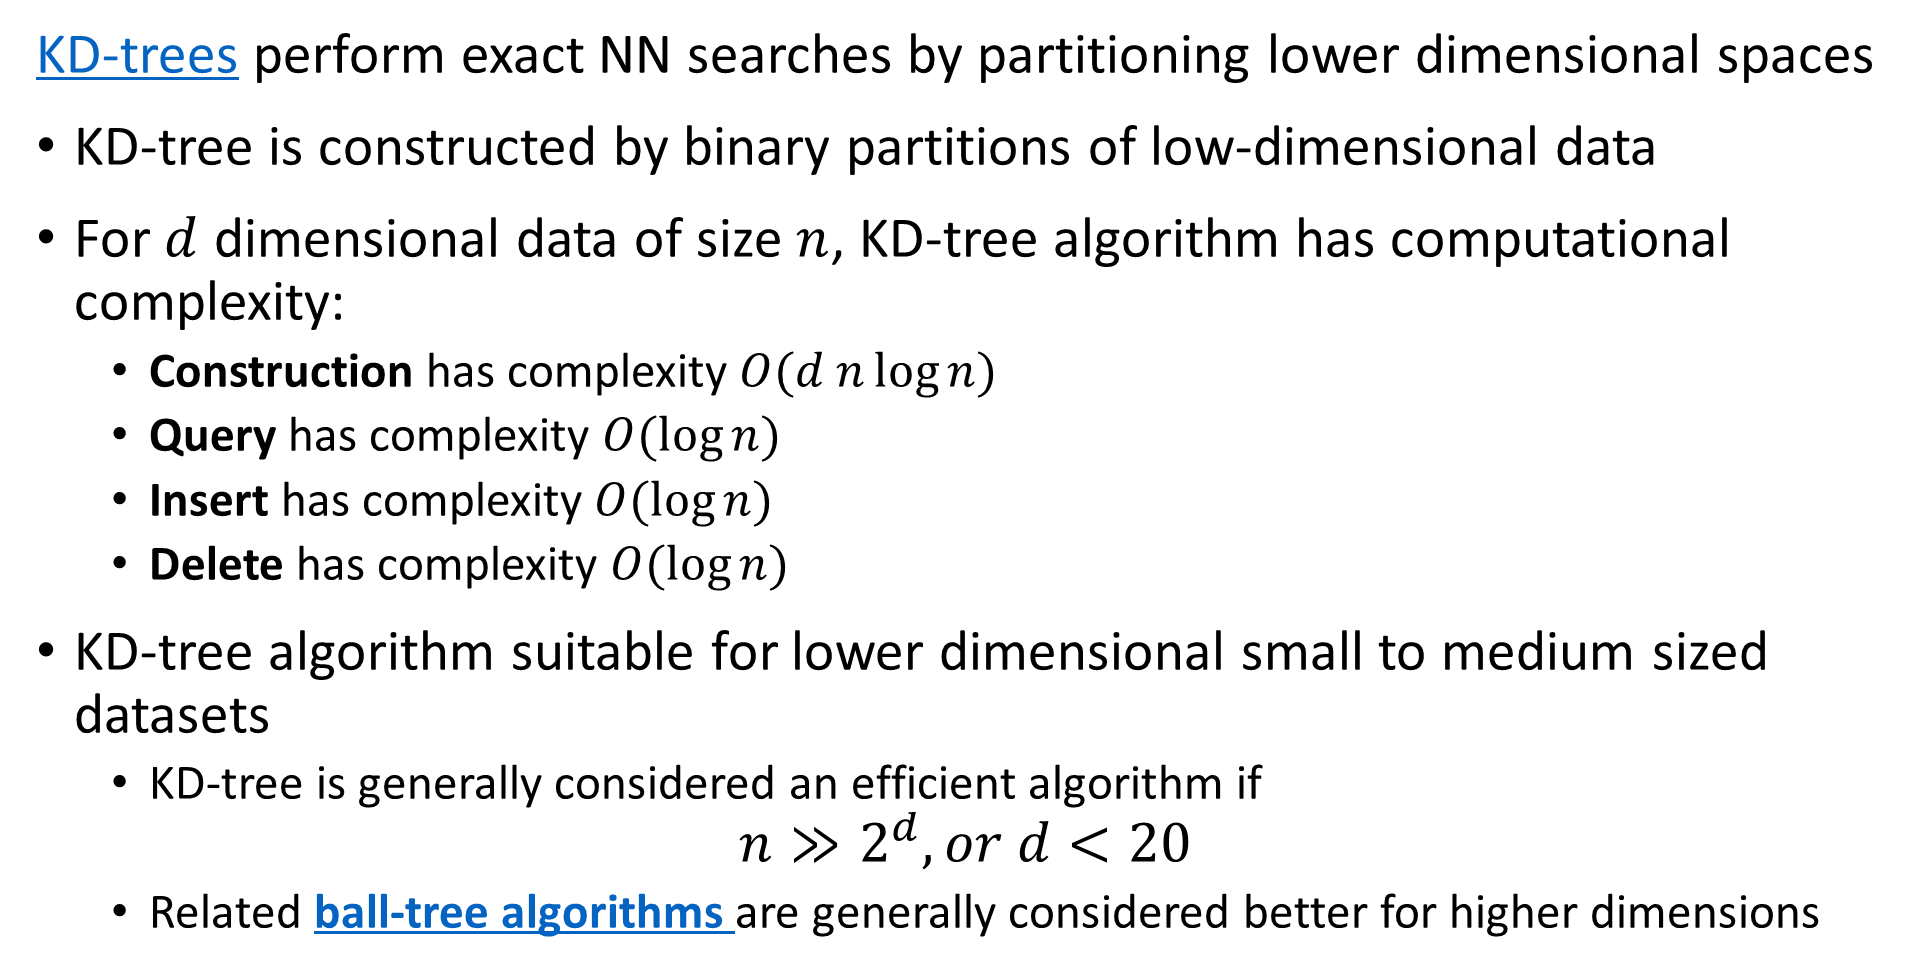 KD-trees perform exact NN searches by partitioning lower dimensional spaces
• KD-tree is constructed by binary partitions of low-dimensional data
• For d dimensional data of size n, KD-tree algorithm has computational
complexity:
• Construction has complexity O(d n log n)
• Query has complexity O(log n)
• Insert has complexity O(log n)
• Delete has complexity O(log n)
• KD-tree algorithm suitable for lower dimensional small to medium sized
datasets
• KD-tree is generally considered an efficient algorithm if
n ≫ 2^d, or d < 20
• Related ball-tree algorithms are generally considered better for higher dimensions